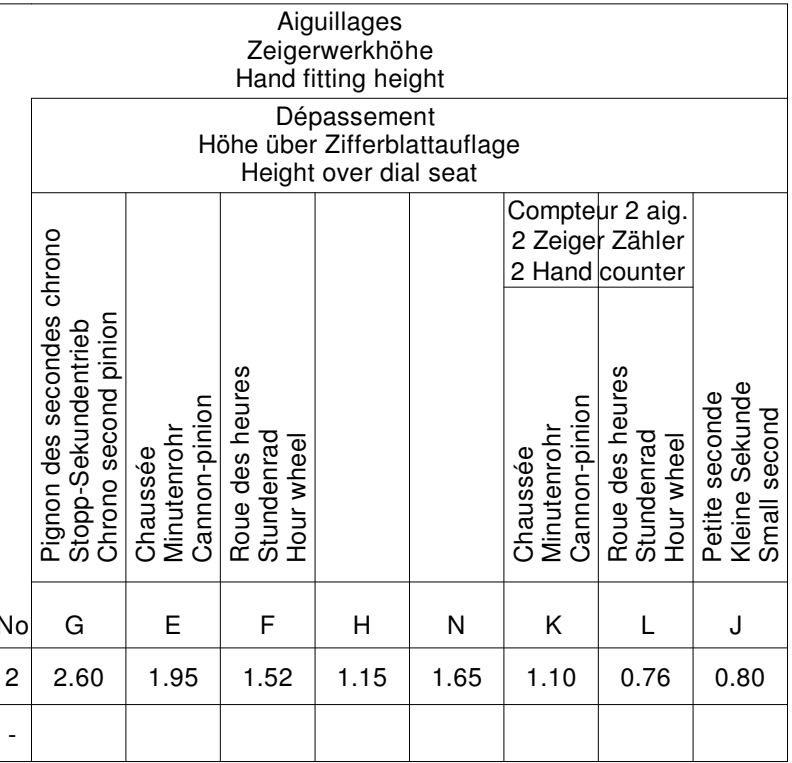 Aiguillages
Zeigerwerkhöhe
Hand fitting height
Dépassement
Höhe über Zifferblattauflage
Height over dial seat
Pignon des secondes chrono
Stopp-Sekundentrieb
Chrono second pinion
Chaussée
Minutenrohr
Cannon-pinion
Roue des heures
Stundenrad
Hour wheel
Compteur 2 aig.
2 Zeiger Zähler
2 Hand counter
Chaussée
Minutenrohr
Cannon-pinion
Roue des heures
Stundenrad
Hour wheel
Petite seconde
Kleine Sekunde
Small second
No G E F H N K L J
2 2.60 1.95 1.52 1.15 1.65 1.10 0.76 0.80
-